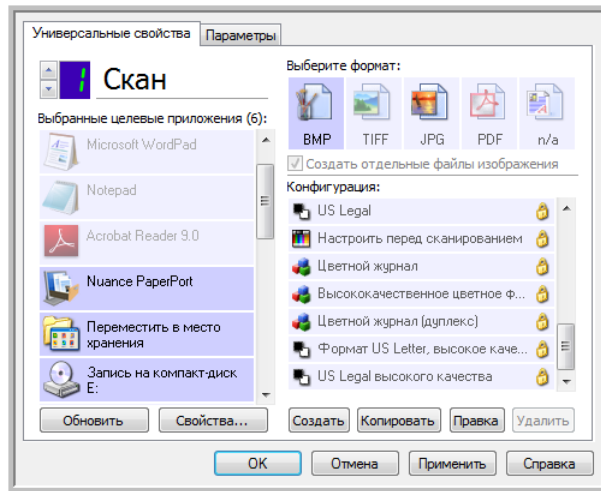 Универсальные свойства
Параметры
1 Скан
Выбранные целевые приложения (6):
Microsoft WordPad
Notepad
Acrobat Reader 9.0
Nuance PaperPort
Переместить в место
хранения
Запись на компакт-диск
E:
Обновить
Свойства...
Выберите формат:
BMP
TIFF
JPG
PDF
n/a
Создать отдельные файлы изображения
Конфигурация:
US Legal
Настроить перед сканированием
Цветной журнал
Высококачественное цветное ф...
Цветной журнал (дуплекс)
Формат US Letter, высокое каче...
US Legal высокого качества
Создать
Копировать
Правка
Удалить
OK
Отмена
Применить
Справка